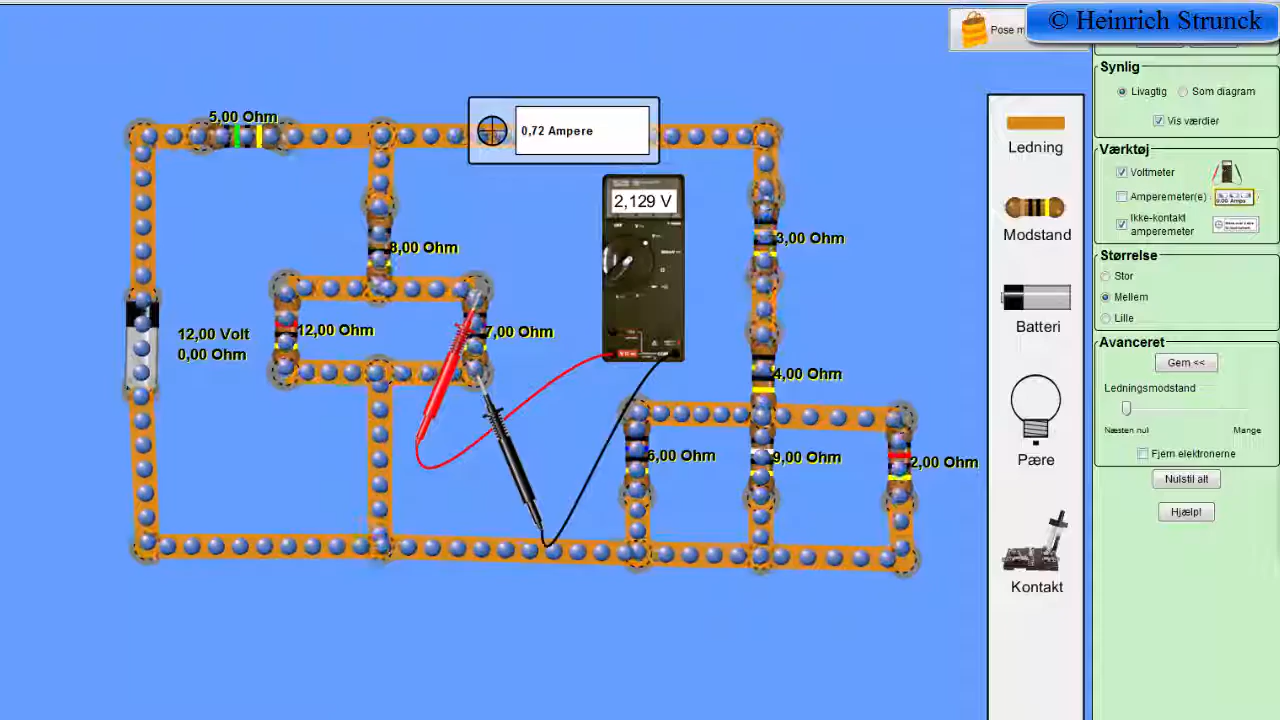 © Heinrich Strunck
Pose m
5,00 Ohm
0,72 Ampere
2,129 V
8,00 Ohm
3,00 Ohm
12,00 Volt
0,00 Ohm
12,00 Ohm
7,00 Ohm
4,00 Ohm
6,00 Ohm
9,00 Ohm
2,00 Ohm
Ledning
Modstand
Batteri
Pære
Kontakt
Synlig
Livagtig
Som diagram
Vis værdier
Værktøj
Voltmeter
Amperemeter(e)
Ikke-kontakt
amperemeter
Størrelse
Stor
Mellem
Lille
Avanceret
Gem <<
Ledningsmodstand
Næsten nul
Mange
Fjern elektronerne
Nulstil alt
Hjælp!